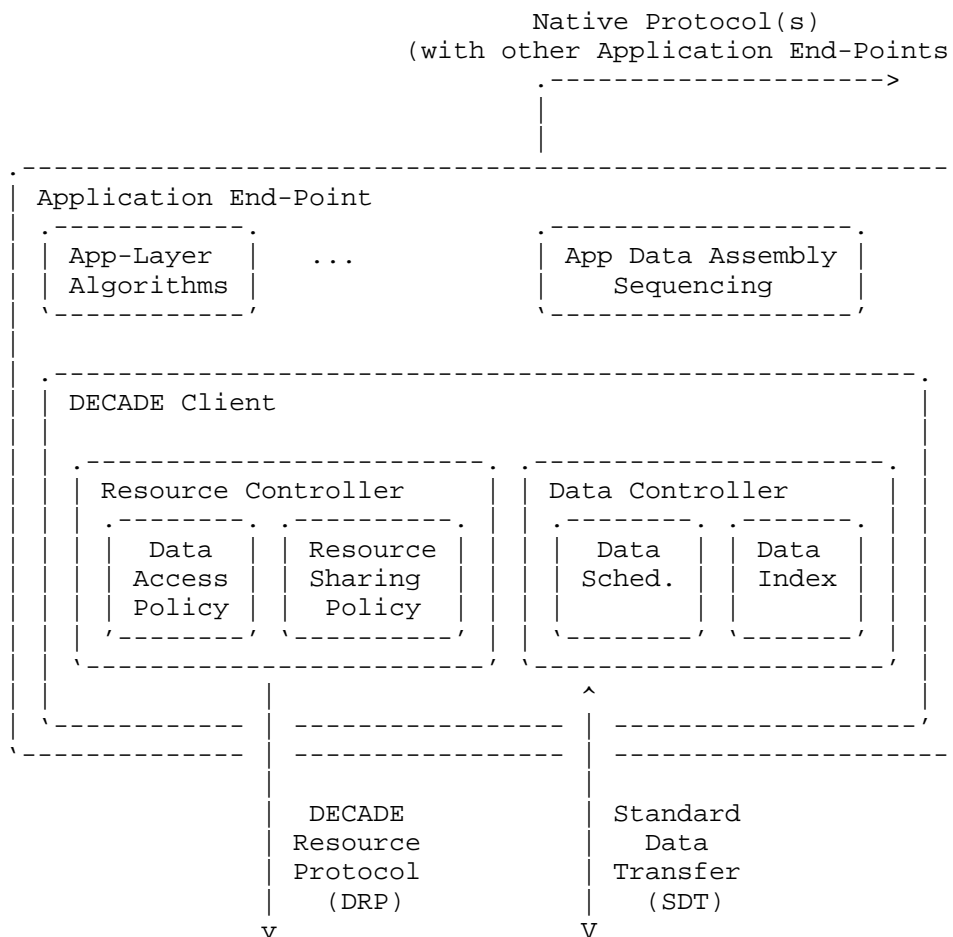 Native Protocol(s)
(with other Application End-Points
Application End-Point
App-Layer ... App Data Assembly
Algorithms Sequencing
DECADE Client
Resource Controller Data Controller
Data Resource Data Data
Access Sharing Sched. Index
Policy Policy
DECADE Standard
Resource Data
Protocol Transfer
(DRP) (SDT)